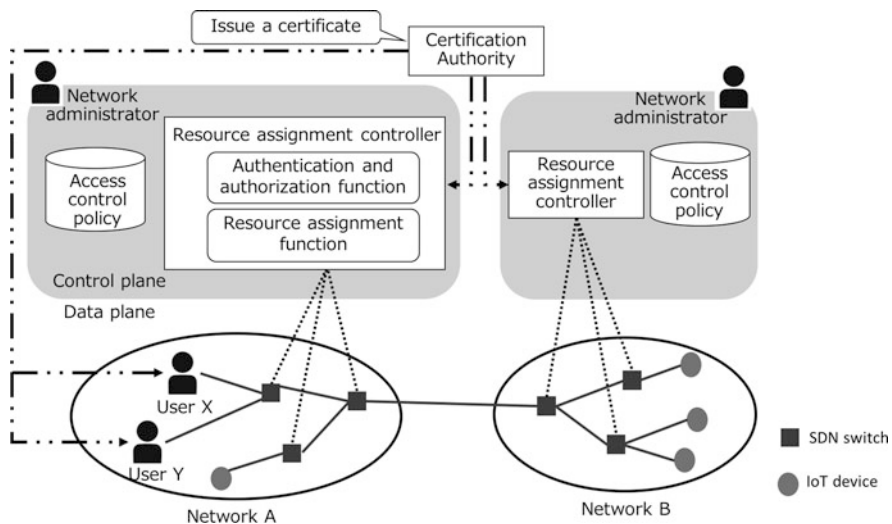 Issue a certificate
Certification
Authority
Network
administrator
Network
administrator
Resource assignment controller
Authentication and
authorization function
Resource assignment
function
Access
control
policy
Resource
assignment
controller
Access
control
policy
Control plane
Data plane
User X
User Y
Network A
Network B
SDN switch
IoT device